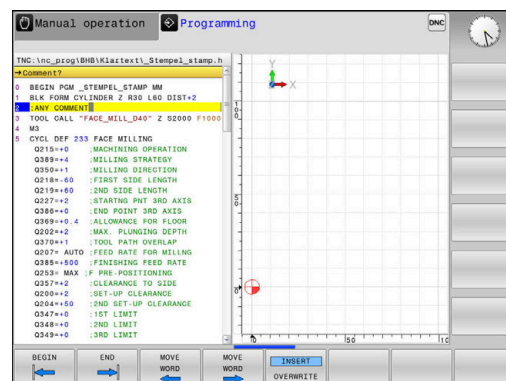 Manual operation
Programming
DNC
TNC:\nc_prog\BHB\Klartext\_Stempel_stamp.h
→Comment?
0 BEGIN PGM _STEMPEL_STAMP MM
1 BLK FORM CYLINDER Z R30 L60 DIST+2
2 ;ANY COMMENT
3 TOOL CALL "FACE_MILL_D40" Z S2000 F1000
4 M3
5 CYCL DEF 233 FACE MILLING
Q215=+0 ;MACHINING OPERATION
Q389=+4 ;MILLING STRATEGY
Q350=+1 ;MILLING DIRECTION
Q218=-60 ;FIRST SIDE LENGTH
Q219=+60 ;2ND SIDE LENGTH
Q227=+2 ;STARTNG PNT 3RD AXIS
Q386=+0 ;END POINT 3RD AXIS
Q369=+0.4 ;ALLOWANCE FOR FLOOR
Q202=+2 ;MAX. PLUNGING DEPTH
Q370=+1 ;TOOL PATH OVERLAP
Q207= AUTO ;FEED RATE FOR MILLNG
Q385=+500 ;FINISHING FEED RATE
Q253= MAX ;F PRE-POSITIONING
Q357=+2 ;CLEARANCE TO SIDE
Q200=+2 ;SET-UP CLEARANCE
Q204=+50 ;2ND SET-UP CLEARANCE
Q347=+0 ;1ST LIMIT
Q348=+0 ;2ND LIMIT
Q349=+0 ;3RD LIMIT
Y
X
100
50
0
0
50
BEGIN
END
MOVE
WORD
MOVE
WORD
INSERT
OVERWRITE